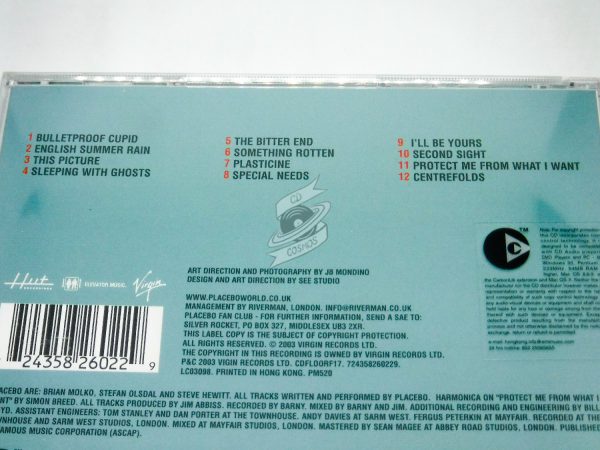 1 BULLETPROOF CUPID
2 ENGLISH SUMMER RAIN
3 THIS PICTURE
4 SLEEPING WITH GHOSTS
5 THE BITTER END
6 SOMETHING ROTTEN
7 PLASTICINE
8 SPECIAL NEEDS
9 I'LL BE YOURS
10 SECOND SIGHT
11 PROTECT ME FROM WHAT I WANT
12 CENTREFOLDS
CD
COSMOS
ART DIRECTION AND PHOTOGRAPHY BY JB MONDINO
DESIGN AND ART DIRECTION BY SEE STUDIO
Hut
RECORDINGS
ELEVATOR MUSIC
Virgin
WWW.PLACEBOWORLD.CO.UK
MANAGEMENT BY RIVERMAN, LONDON. INFO@RIVERMAN.CO.UK
PLACEBO FAN CLUB - FOR FURTHER INFORMATION, SEND A SAE TO:
SILVER ROCKET, PO BOX 327, MIDDLESEX UB3 2XR.
THIS LABEL COPY IS THE SUBJECT OF COPYRIGHT PROTECTION.
ALL RIGHTS RESERVED. © 2003 VIRGIN RECORDS LTD.
THE COPYRIGHT IN THIS RECORDING IS OWNED BY VIRGIN RECORDS LTD.
P&C 2003 VIRGIN RECORDS LTD. CDFLOORF17. 724358260229.
LC03098. PRINTED IN HONG KONG. PM520
24358 26022 9
PLACEBO ARE: BRIAN MOLKO, STEFAN OLSDAL AND STEVE HEWITT. ALL TRACKS WRITTEN AND PERFORMED BY PLACEBO. HARMONICA ON "PROTECT ME FROM WHAT I
BY SIMON BREED. ALL TRACKS PRODUCED BY JIM ABBISS. RECORDED BY BARNY. MIXED BY BARNY AND JIM. ADDITIONAL RECORDING AND ENGINEERING BY BILL
ASSISTANT ENGINEERS: TOM STANLEY AND DAN PORTER AT THE TOWNHOUSE. ANDY DAVIES AT SARM WEST. FERGUS PETERKIN AT MAYFAIR. RECORDED AT
AND SARM WEST STUDIOS, LONDON. MIXED AT MAYFAIR STUDIOS, LONDON. MASTERED BY SEAN MAGEE AT ABBEY ROAD STUDIOS, LONDON. PUBLISHED
FAMOUS MUSIC CORPORATION (ASCAP).